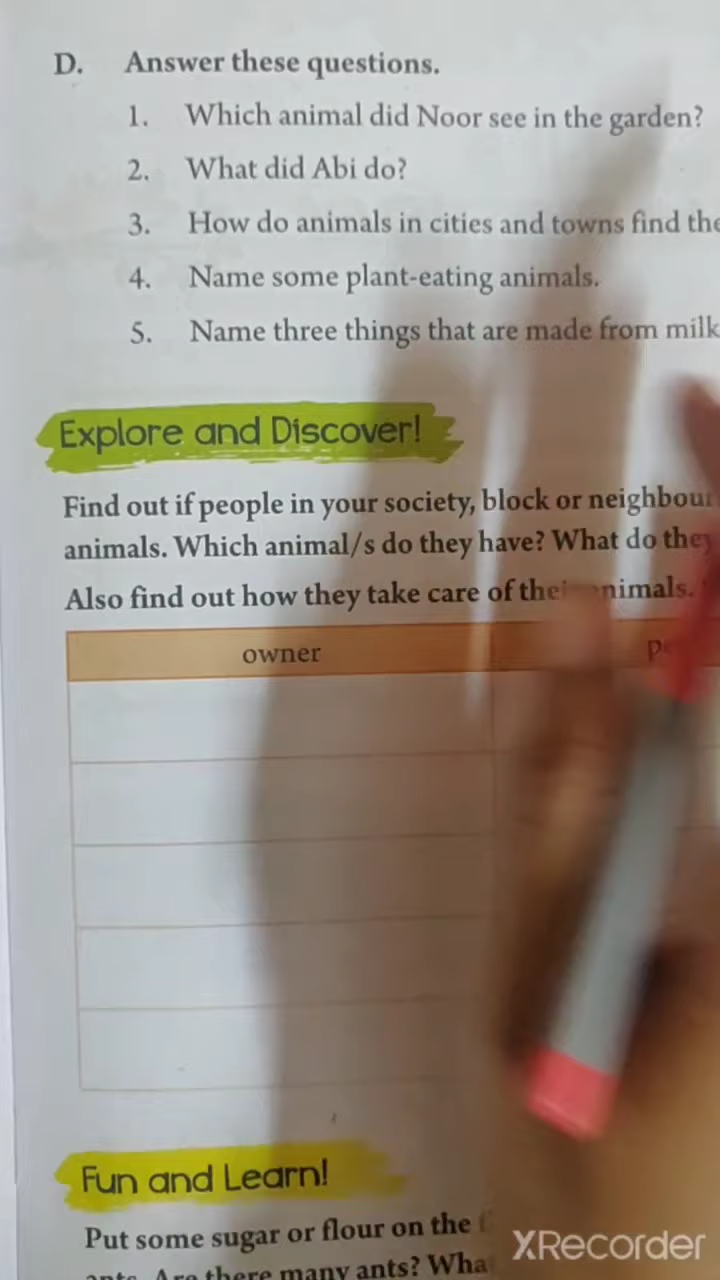 D. Answer these questions.
1. Which animal did Noor see in the garden?
2. What did Abi do?
3. How do animals in cities and towns find
4. Name some plant-eating animals.
5. Name three things that are made from milk
Explore and Discover!
Find out if people in your society, block or
animals. Which animal/s do they have? What do they
Also find out how they take care of their animals.
owner
Fun and Learn!
Put some sugar or flour on the
ants. Are there many ants?
XRecorder